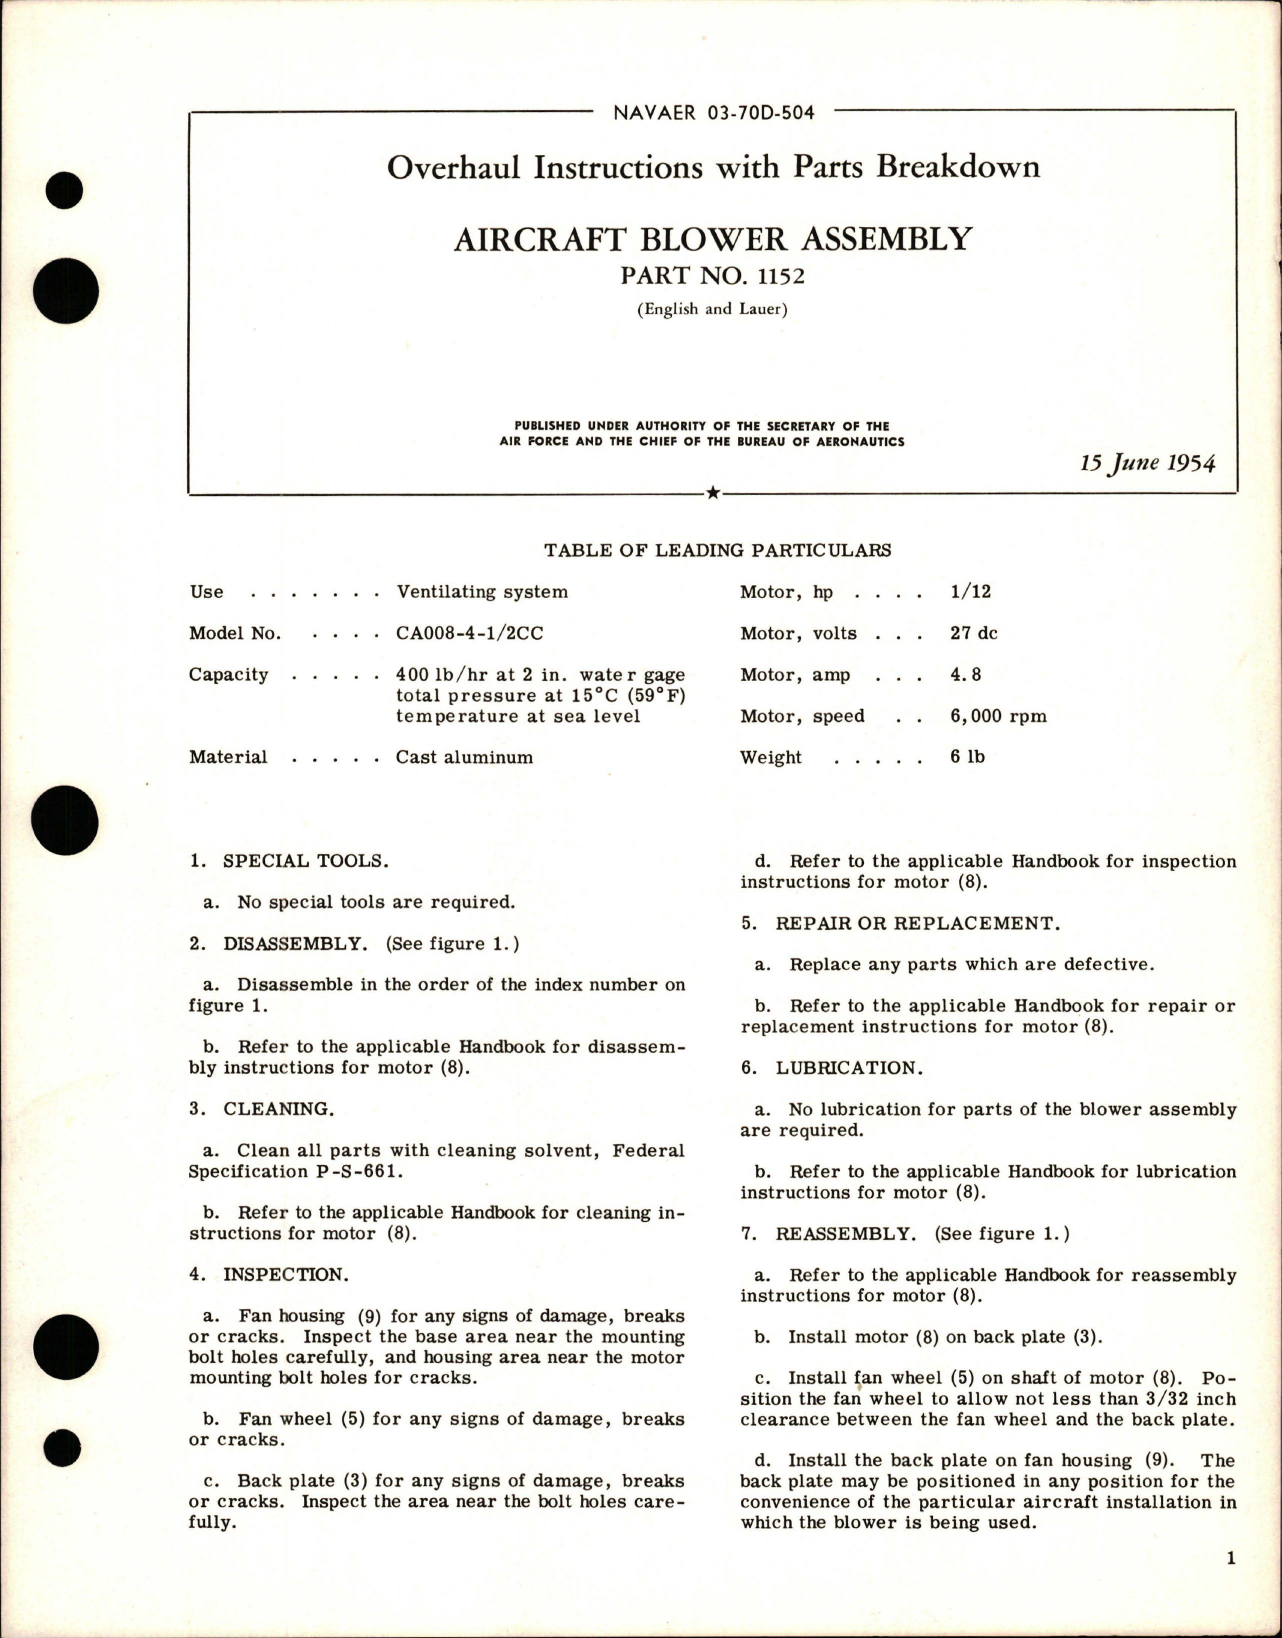 NAVAER 03-70D-504
Overhaul Instructions with Parts Breakdown
AIRCRAFT BLOWER ASSEMBLY
PART NO. 1152
(English and Lauer)
PUBLISHED UNDER AUTHORITY OF THE SECRETARY OF THE
AIR FORCE AND THE CHIEF OF THE BUREAU OF AERONAUTICS
15 June 1954
TABLE OF LEADING PARTICULARS
Use . . . . . . . Ventilating system
Model No. . . . . CA008-4-1/2CC
Capacity . . . . . 400 lb/hr at 2 in. water gage
total pressure at 15°C (59°F)
temperature at sea level
Material . . . . . Cast aluminum
Motor, hp . . . . 1/12
Motor, volts . . . 27 dc
Motor, amp . . . 4.8
Motor, speed . . 6,000 rpm
Weight . . . . . 6 lb
1. SPECIAL TOOLS.
a. No special tools are required.
2. DISASSEMBLY. (See figure 1.)
a. Disassemble in the order of the index number on
figure 1.
b. Refer to the applicable Handbook for disassem-
bly instructions for motor (8).
3. CLEANING.
a. Clean all parts with cleaning solvent, Federal
Specification P-S-661.
b. Refer to the applicable Handbook for cleaning in-
structions for motor (8).
4. INSPECTION.
a. Fan housing (9) for any signs of damage, breaks
or cracks. Inspect the base area near the mounting
bolt holes carefully, and housing area near the motor
mounting bolt holes for cracks.
b. Fan wheel (5) for any signs of damage, breaks
or cracks.
c. Back plate (3) for any signs of damage, breaks
or cracks. Inspect the area near the bolt holes care-
fully.
d. Refer to the applicable Handbook for inspection
instructions for motor (8).
5. REPAIR OR REPLACEMENT.
a. Replace any parts which are defective.
b. Refer to the applicable Handbook for repair or
replacement instructions for motor (8).
6. LUBRICATION.
a. No lubrication for parts of the blower assembly
are required.
b. Refer to the applicable Handbook for lubrication
instructions for motor (8).
7. REASSEMBLY. (See figure 1.)
a. Refer to the applicable Handbook for reassembly
instructions for motor (8).
b. Install motor (8) on back plate (3).
c. Install fan wheel (5) on shaft of motor (8). Po-
sition the fan wheel to allow not less than 3/32 inch
clearance between the fan wheel and the back plate.
d. Install the back plate on fan housing (9). The
back plate may be positioned in any position for the
convenience of the particular aircraft installation in
which the blower is being used.
1